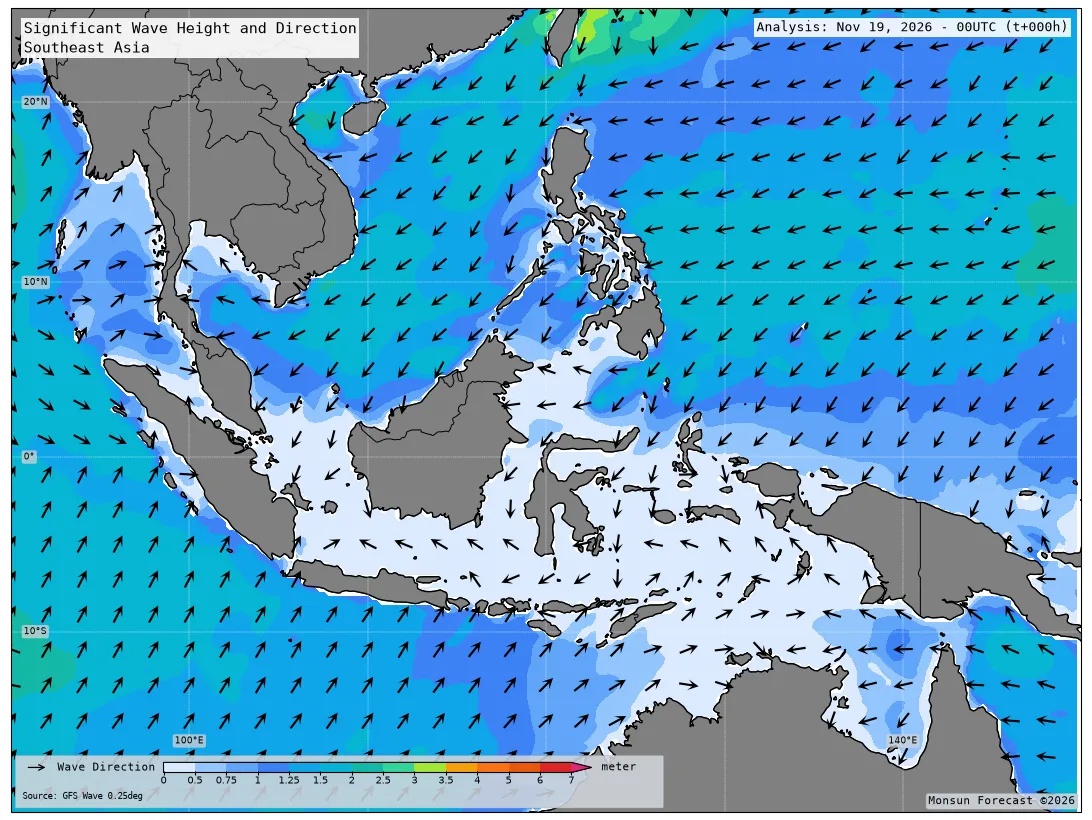 Significant Wave Height and Direction
Southeast Asia
Analysis: Nov 19, 2026 - 00UTC (t+000h)
20°N
10°N
0°
10°S
100°E
140°E
Wave Direction
meter
0 0.5 0.75 1 1.25 1.5 2 2.5 3 3.5 4 5 6 7
Source: GFS Wave 0.25deg
Monsun Forecast ©2026